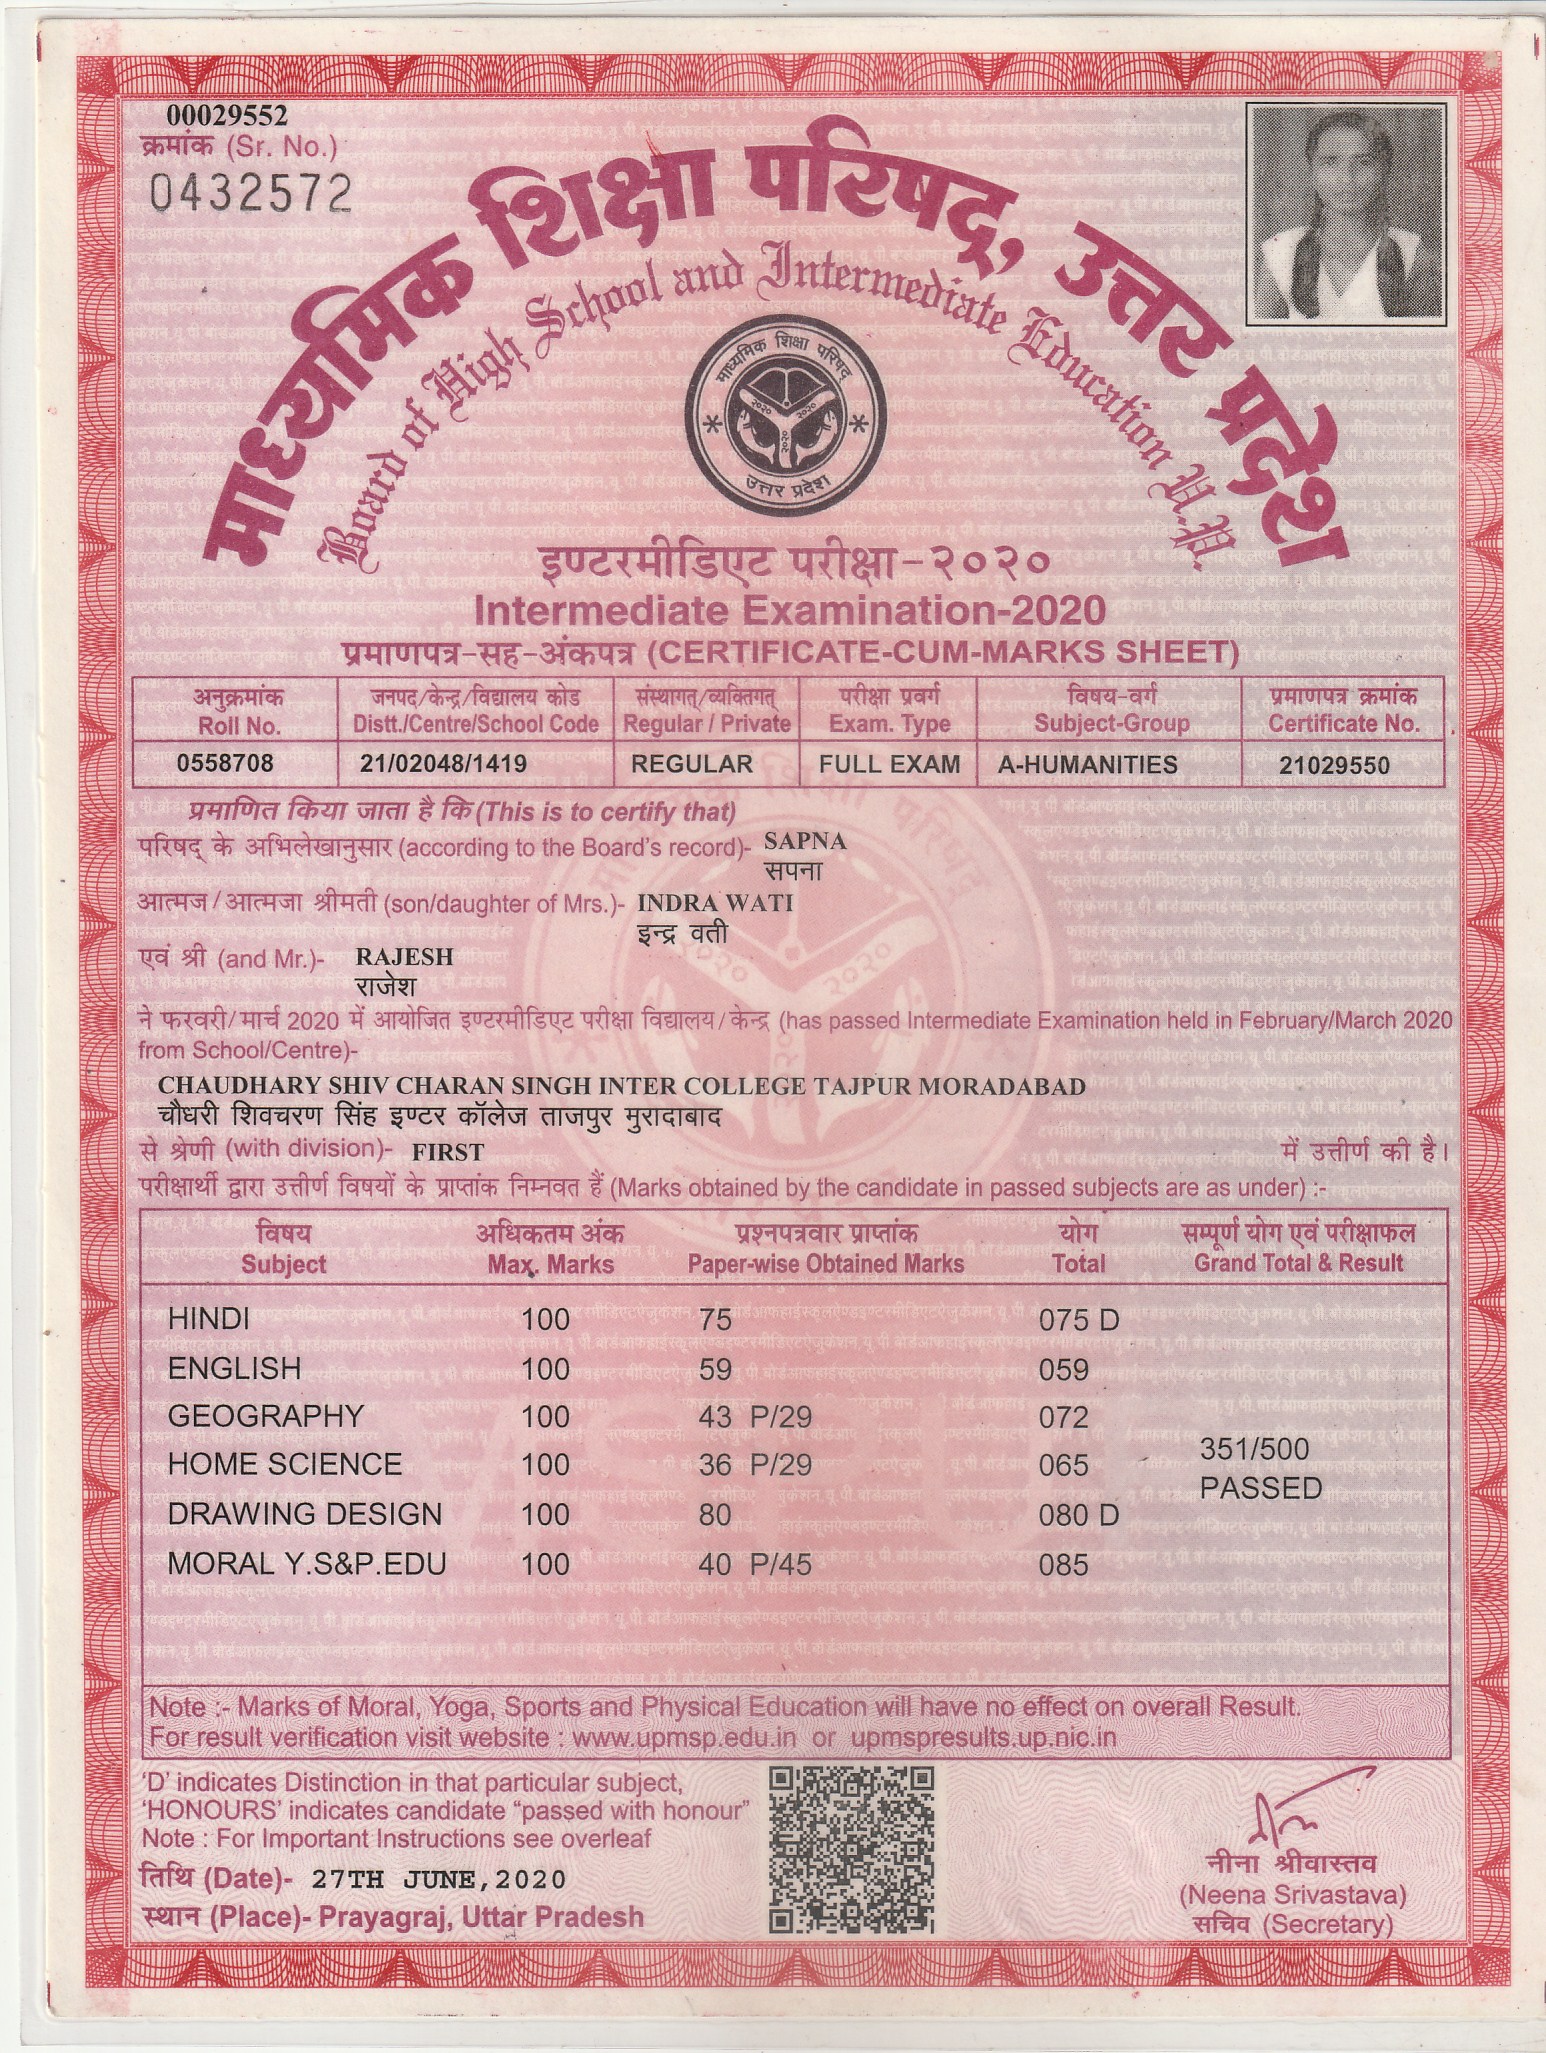 00029552
क्रमांक (Sr. No.)
0432572
माध्यमिक शिक्षा परिषद्, उत्तर प्रदेश
Board of High School and Intermediate Education U.P.
माध्यमिक शिक्षा परिषद्
२०२० २०२०
२०२०
उत्तर प्रदेश
इण्टरमीडिएट परीक्षा-२०२०
Intermediate Examination-2020
प्रमाणपत्र-सह-अंकपत्र (CERTIFICATE-CUM-MARKS SHEET)
अनुक्रमांक जनपद/केन्द्र/विद्यालय कोड संस्थागत्/व्यक्तिगत् परीक्षा प्रवर्ग विषय-वर्ग प्रमाणपत्र क्रमांक
Roll No. Distt./Centre/School Code Regular / Private Exam. Type Subject-Group Certificate No.
0558708 21/02048/1419 REGULAR FULL EXAM A-HUMANITIES 21029550
प्रमाणित किया जाता है कि (This is to certify that)
परिषद् के अभिलेखानुसार (according to the Board's record)- SAPNA
सपना
आत्मज/आत्मजा श्रीमती (son/daughter of Mrs.)- INDRA WATI
इन्द्र वती
एवं श्री (and Mr.)- RAJESH
राजेश
ने फरवरी/मार्च 2020 में आयोजित इण्टरमीडिएट परीक्षा विद्यालय/केन्द्र (has passed Intermediate Examination held in February/March 2020
from School/Centre)-
CHAUDHARY SHIV CHARAN SINGH INTER COLLEGE TAJPUR MORADABAD
चौधरी शिवचरण सिंह इण्टर कॉलेज ताजपुर मुरादाबाद
से श्रेणी (with division)- FIRST में उत्तीर्ण की है।
परीक्षार्थी द्वारा उत्तीर्ण विषयों के प्राप्तांक निम्नवत हैं (Marks obtained by the candidate in passed subjects are as under) :-
विषय अधिकतम अंक प्रश्नपत्रवार प्राप्तांक योग सम्पूर्ण योग एवं परीक्षाफल
Subject Max. Marks Paper-wise Obtained Marks Total Grand Total & Result
HINDI 100 75 075 D
ENGLISH 100 59 059
GEOGRAPHY 100 43 P/29 072
351/500
HOME SCIENCE 100 36 P/29 065
PASSED
DRAWING DESIGN 100 80 080 D
MORAL Y.S&P.EDU 100 40 P/45 085
Note :- Marks of Moral, Yoga, Sports and Physical Education will have no effect on overall Result.
For result verification visit website : www.upmsp.edu.in or upmspresults.up.nic.in
'D' indicates Distinction in that particular subject,
'HONOURS' indicates candidate "passed with honour"
Note : For Important Instructions see overleaf
तिथि (Date)- 27TH JUNE,2020
स्थान (Place)- Prayagraj, Uttar Pradesh
नीना श्रीवास्तव
(Neena Srivastava)
सचिव (Secretary)